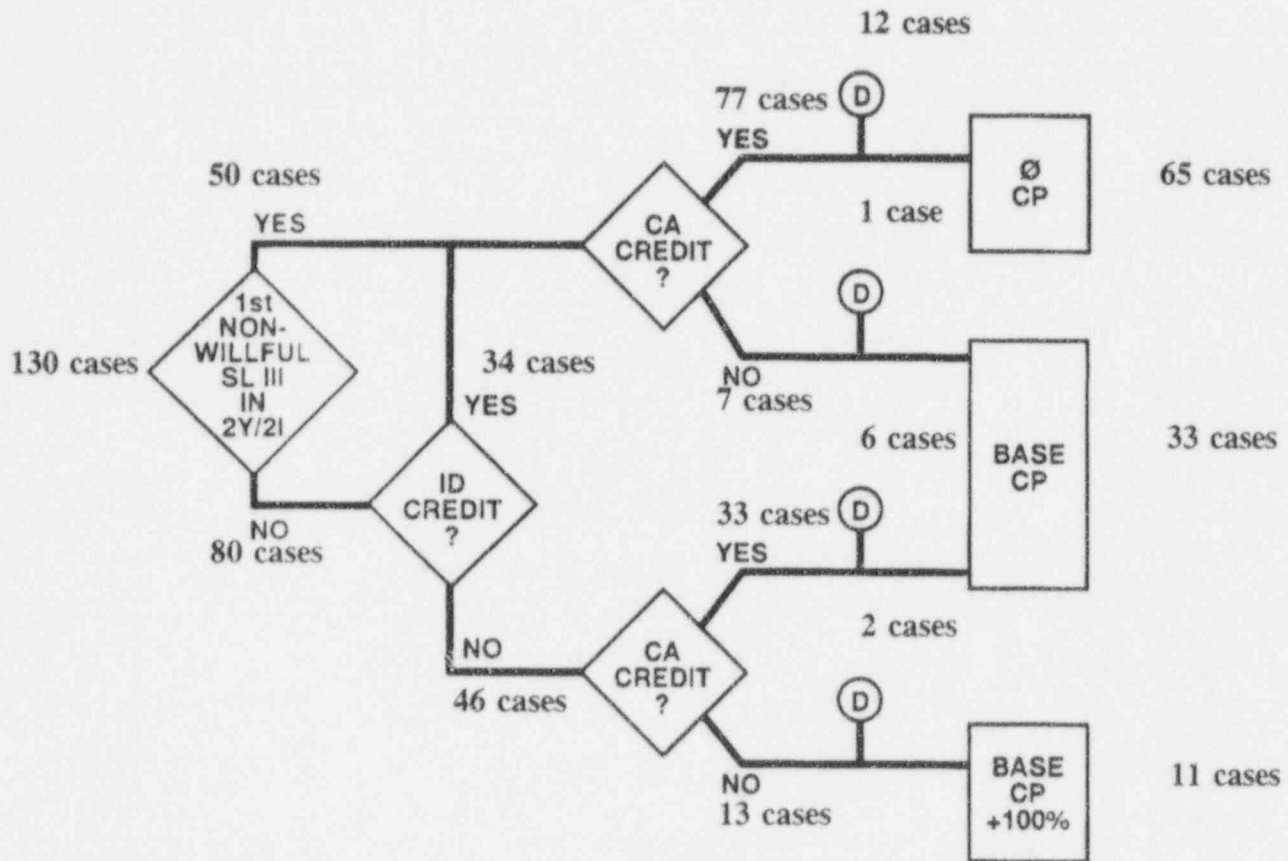 12 cases
77 cases
D
YES
50 cases
Ø
CP
65 cases
1 case
YES
CA
CREDIT
?
1st
NON-
WILLFUL
SL III
IN
2Y/2I
130 cases
D
34 cases
YES
NO
7 cases
6 cases
BASE
CP
33 cases
ID
CREDIT
?
NO
80 cases
33 cases
D
YES
2 cases
NO
46 cases
CA
CREDIT
?
D
NO
13 cases
BASE
CP
+100%
11 cases